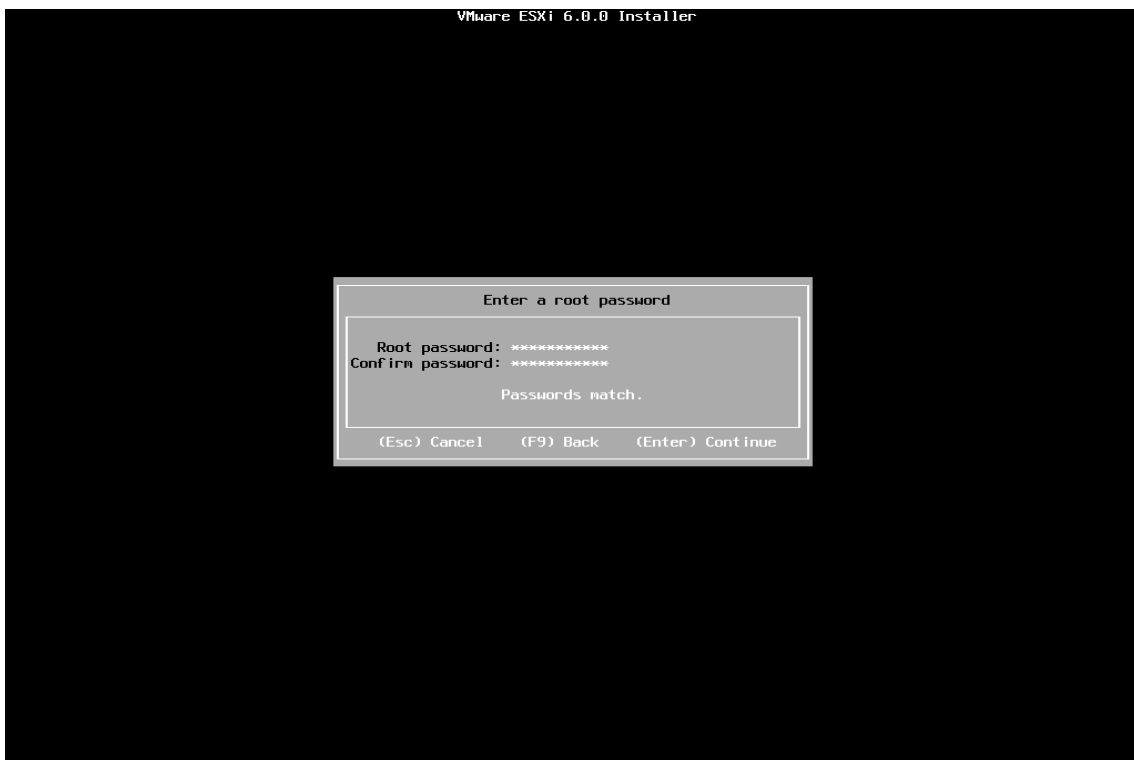 VMware ESXi 6.0.0 Installer
Enter a root password
Root password: ***********
Confirm password: ***********
Passwords match.
(Esc) Cancel (F9) Back (Enter) Continue